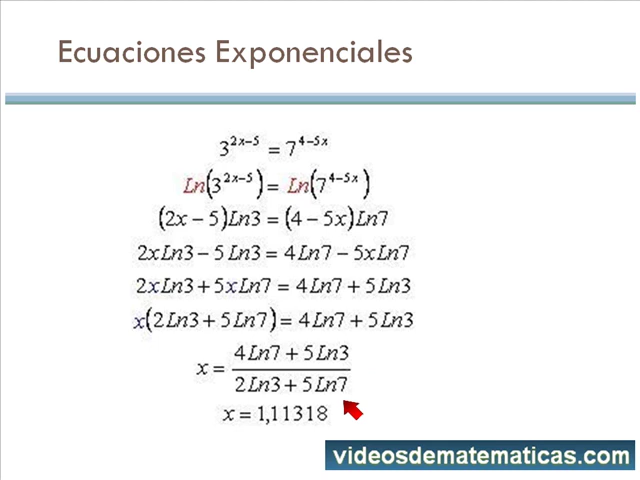 Ecuaciones Exponenciales
3^{2x−5} = 7^{4−5x}
Ln(3^{2x−5}) = Ln(7^{4−5x})
(2x − 5)Ln3 = (4 − 5x)Ln7
2xLn3 − 5Ln3 = 4Ln7 − 5xLn7
2xLn3 + 5xLn7 = 4Ln7 + 5Ln3
x(2Ln3 + 5Ln7) = 4Ln7 + 5Ln3
x = \frac{4Ln7 + 5Ln3}{2Ln3 + 5Ln7}
x = 1,11318
videosdematematicas.com